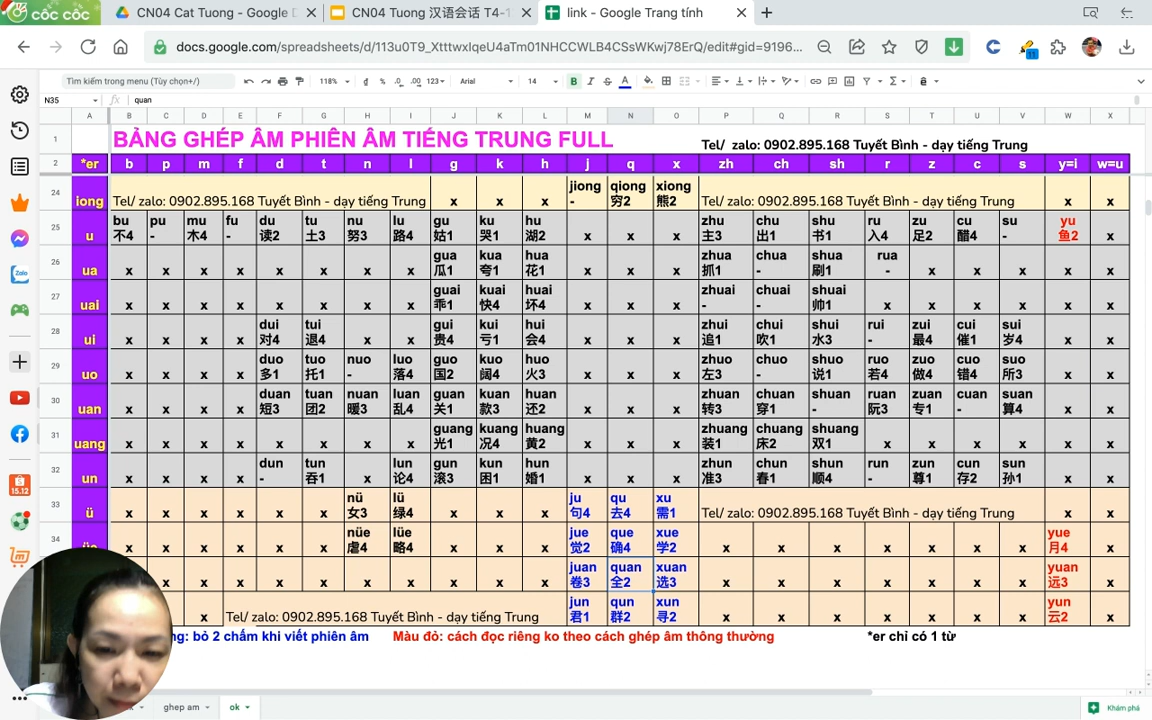 CỐC CỐC
CN04 Cat Tuong - Google D
CN04 Tuong 汉语会话 T4-1
link - Google Trang tính
docs.google.com/spreadsheets/d/113u0T9_XtttwxIqeU4aTm01NHCCWLB4CSsWKwj78ErQ/edit#gid=9196...
Tìm kiếm trong menu (Tùy chọn+/)
118%
123
Arial
14
N35
quan
A B C D E F G H I J K L M N O P Q R S T U V W X
1 BẢNG GHÉP ÂM PHIÊN ÂM TIẾNG TRUNG FULL Tel/ zalo: 0902.895.168 Tuyết Bình - dạy tiếng Trung
2 *er b p m f d t n l g k h j q x zh ch sh r z c s y=i w=u
jiong qiong xiong
24 iong Tel/ zalo: 0902.895.168 Tuyết Bình - dạy tiếng Trung x x x - 穷2 熊2 Tel/ zalo: 0902.895.168 Tuyết Bình - dạy tiếng Trung x x
bu pu mu fu du tu nu lu gu ku hu zhu chu shu ru zu cu su yu
25 u 不4 - 木4 - 读2 土3 努3 路4 姑1 哭1 湖2 x x x 主3 出1 书1 入4 足2 醋4 - 鱼2 x
gua kua hua zhua chua shua rua
26 ua x x x x x x x x 瓜1 夸1 花1 x x x 抓1 - 刷1 - x x x x x
guai kuai huai zhuai chuai shuai
27 uai x x x x x x x x 乖1 快4 坏4 x x x - - 帅1 x x x x x x
dui tui gui kui hui zhui chui shui rui zui cui sui
28 ui x x x x 对4 退4 x x 贵4 亏1 会4 x x x 追1 吹1 水3 - 最4 催1 岁4 x x
duo tuo nuo luo guo kuo huo zhuo chuo shuo ruo zuo cuo suo
29 uo x x x x 多1 托1 - 落4 国2 阔4 火3 x x x 左3 - 说1 若4 做4 错4 所3 x x
duan tuan nuan luan guan kuan huan zhuan chuan shuan ruan zuan cuan suan
30 uan x x x x 短3 团2 暖3 乱4 关1 款3 还2 x x x 转3 穿1 - 阮3 专1 - 算4 x x
guang kuang huang zhuang chuang shuang
31 uang x x x x x x x x 光1 况4 黄2 x x x 装1 床2 双1 x x x x x x
dun tun lun gun kun hun zhun chun shun run zun cun sun
32 un x x x x - 吞1 x 论4 滚3 困1 婚1 x x x 准3 春1 顺4 - 尊1 存2 孙1 x x
nü lü ju qu xu
33 ü x x x x x x 女3 绿4 x x x 句4 去4 需1 Tel/ zalo: 0902.895.168 Tuyết Bình - dạy tiếng Trung x x
nüe lüe jue que xue yue
34 x x x x x x 虐4 略4 x x x 觉2 确4 学2 x x x x x x x 月4 x
juan quan xuan yuan
x x x x x x x x x x 卷3 全2 选3 x x x x x x x 远3 x
jun qun xun yun
x Tel/ zalo: 0902.895.168 Tuyết Bình - dạy tiếng Trung x 君1 群2 寻2 x x x x x x x 云2 x
ng: bỏ 2 chấm khi viết phiên âm Màu đỏ: cách đọc riêng ko theo cách ghép âm thông thường *er chỉ có 1 từ
ghep am
ok
Khám phá
Zalo
15.12